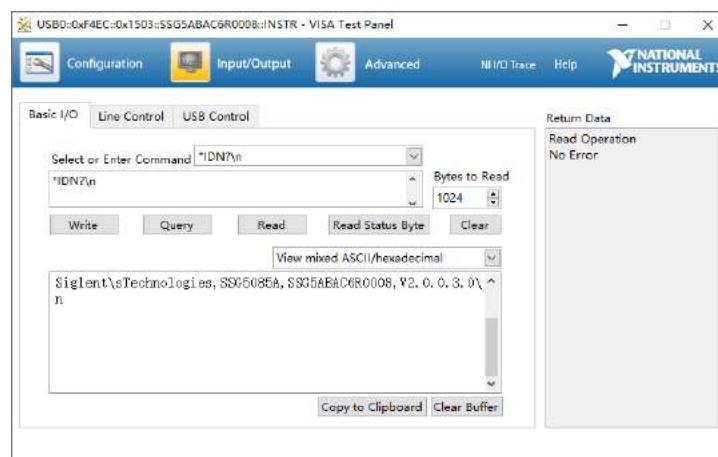 USB0::0xF4EC::0x1503::SSG5ABAC6R0008::INSTR - VISA Test Panel
Configuration Input/Output Advanced NI I/O Trace Help NATIONAL INSTRUMENTS
Basic I/O Line Control USB Control
Return Data
Read Operation
No Error
Select or Enter Command *IDN?\n
*IDN?\n
Bytes to Read
1024
Write Query Read Read Status Byte Clear
View mixed ASCII/hexadecimal
Siglent\sTechnologies,SSG5085A,SSG5ABAC6R0008,V2.0.0.3.0\
n
Copy to Clipboard Clear Buffer